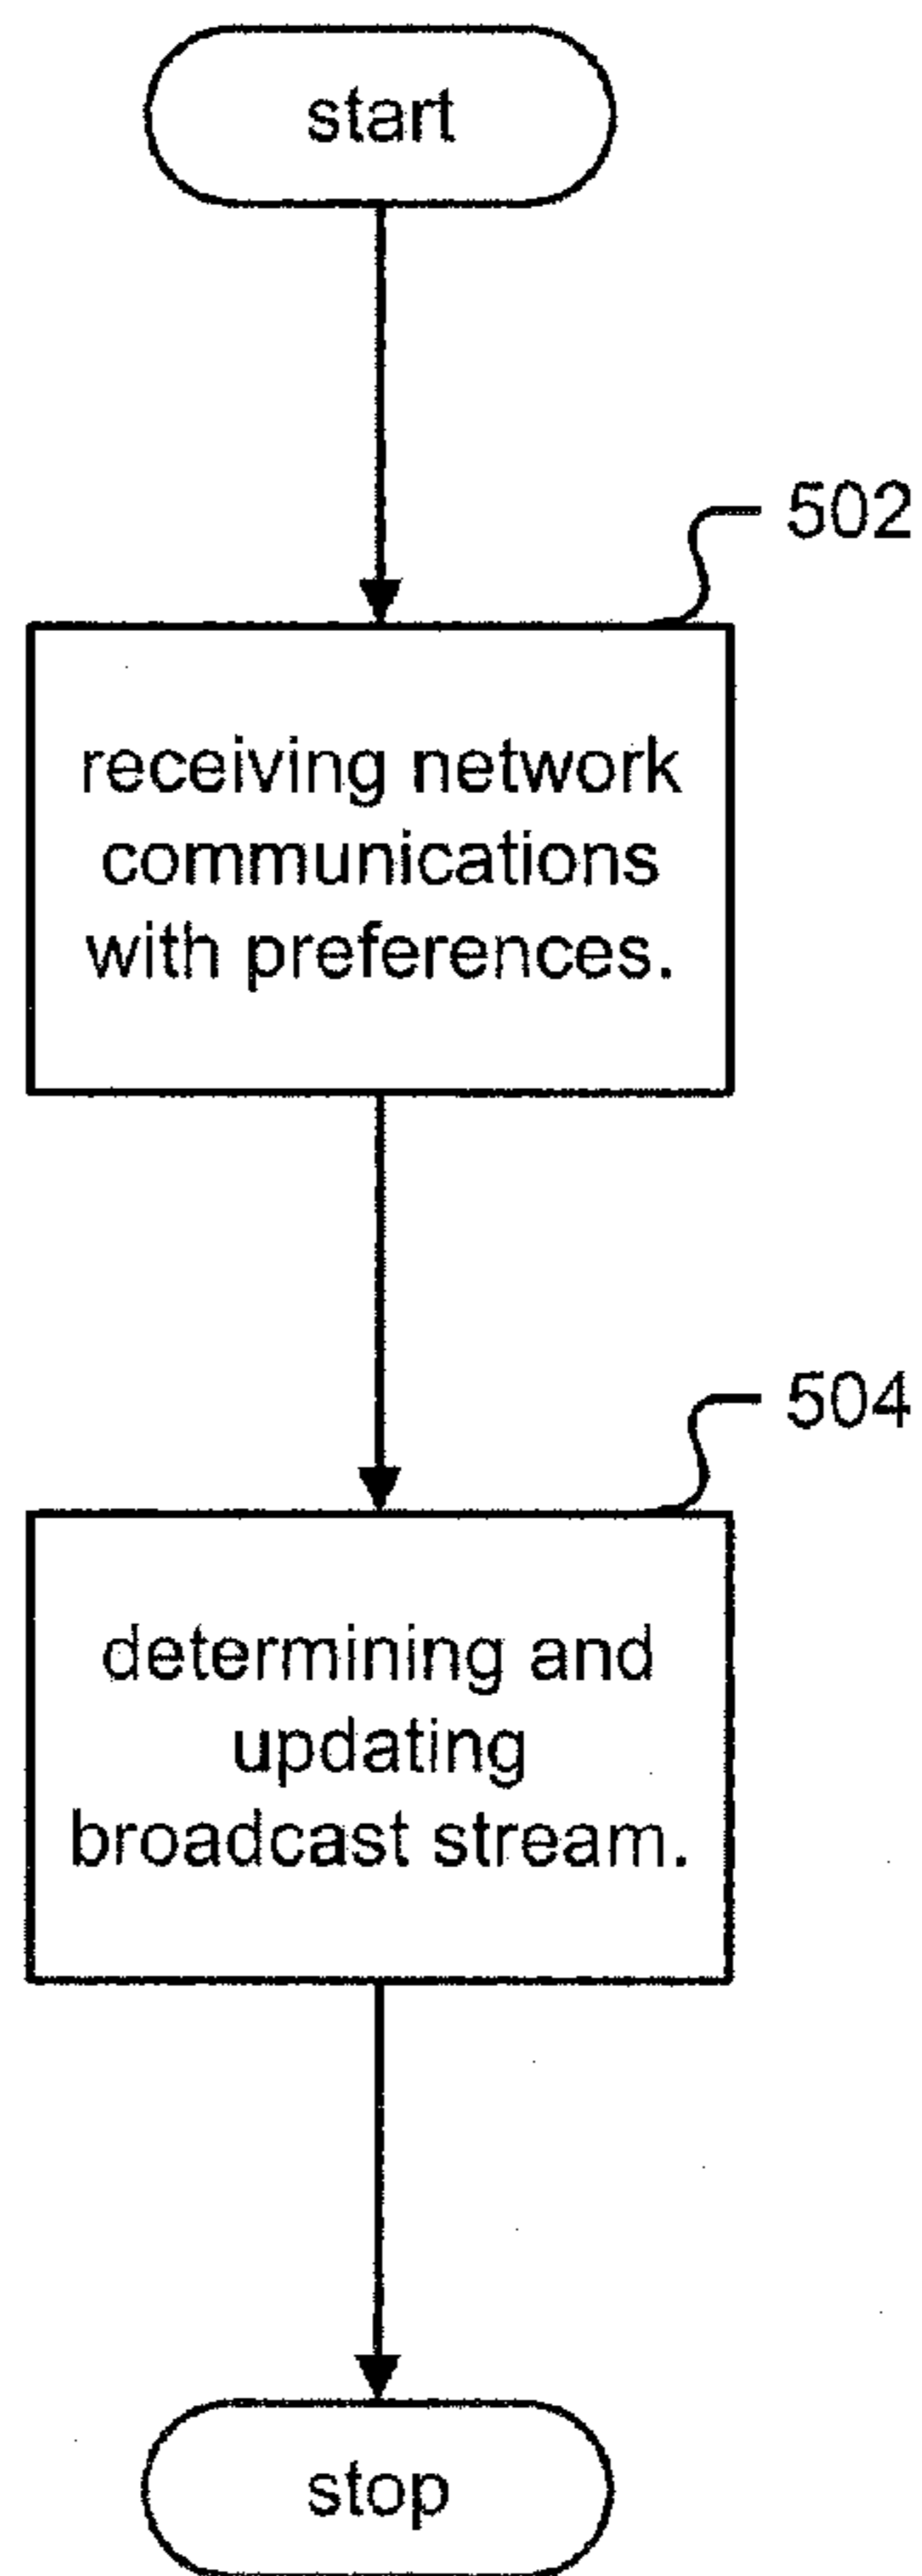 start
502
receiving network
communications
with preferences.
504
determining and
updating
broadcast stream.
stop